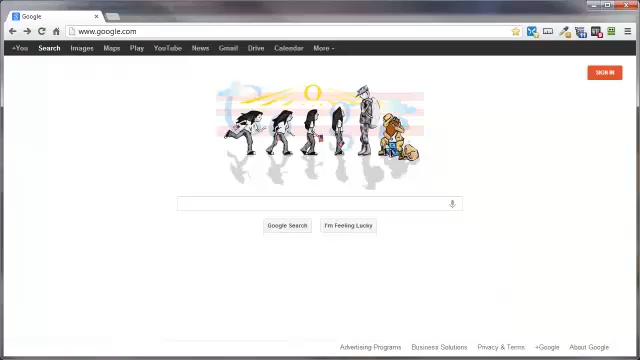 Google
www.google.com
+You Search Images Maps Play YouTube News Gmail Drive Calendar More
SIGN IN
Google Search I'm Feeling Lucky
Advertising Programs Business Solutions Privacy & Terms +Google About Google